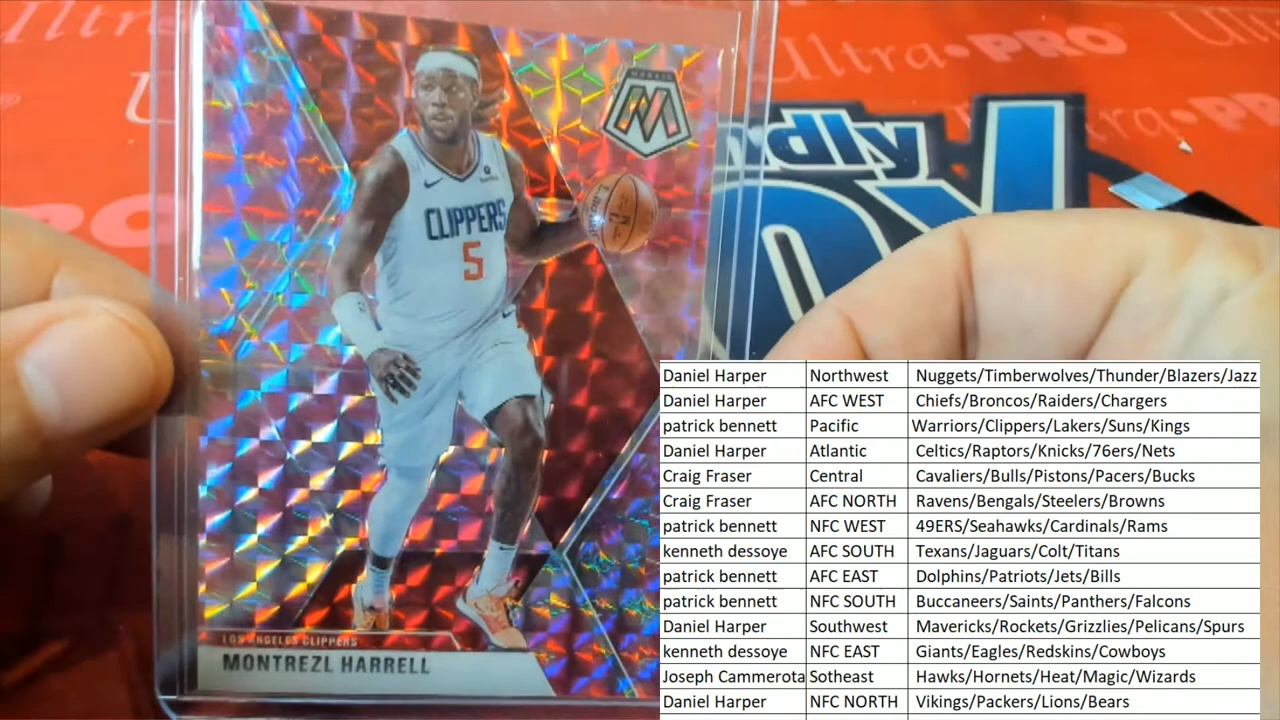 Ultra
Ultra•PRO
Ultra
PRO
ndly
MOSAIC
M
CLIPPERS
5
LOS ANGELES CLIPPERS
MONTREZL HARRELL
Daniel Harper Northwest Nuggets/Timberwolves/Thunder/Blazers/Jazz
Daniel Harper AFC WEST Chiefs/Broncos/Raiders/Chargers
patrick bennett Pacific Warriors/Clippers/Lakers/Suns/Kings
Daniel Harper Atlantic Celtics/Raptors/Knicks/76ers/Nets
Craig Fraser Central Cavaliers/Bulls/Pistons/Pacers/Bucks
Craig Fraser AFC NORTH Ravens/Bengals/Steelers/Browns
patrick bennett NFC WEST 49ERS/Seahawks/Cardinals/Rams
kenneth dessoye AFC SOUTH Texans/Jaguars/Colt/Titans
patrick bennett AFC EAST Dolphins/Patriots/Jets/Bills
patrick bennett NFC SOUTH Buccaneers/Saints/Panthers/Falcons
Daniel Harper Southwest Mavericks/Rockets/Grizzlies/Pelicans/Spurs
kenneth dessoye NFC EAST Giants/Eagles/Redskins/Cowboys
Joseph Cammerota Sotheast Hawks/Hornets/Heat/Magic/Wizards
Daniel Harper NFC NORTH Vikings/Packers/Lions/Bears